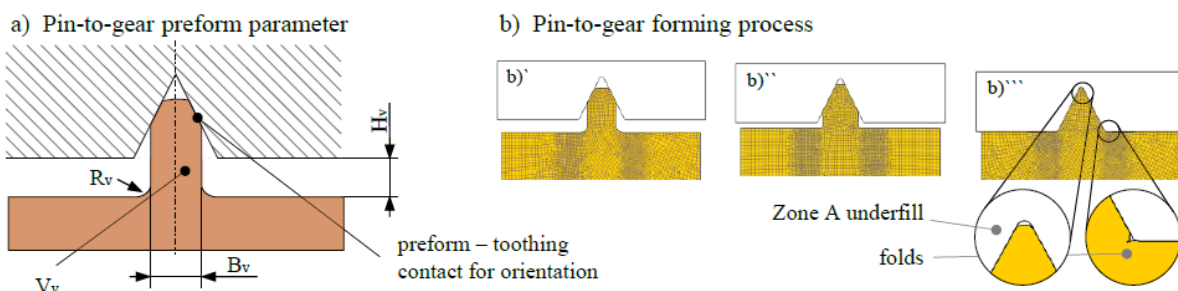 a) Pin-to-gear preform parameter
b) Pin-to-gear forming process
b)`
b)``
b)```
Hv
Rv
Zone A underfill
preform – toothing
contact for orientation
folds
Vv
Bv